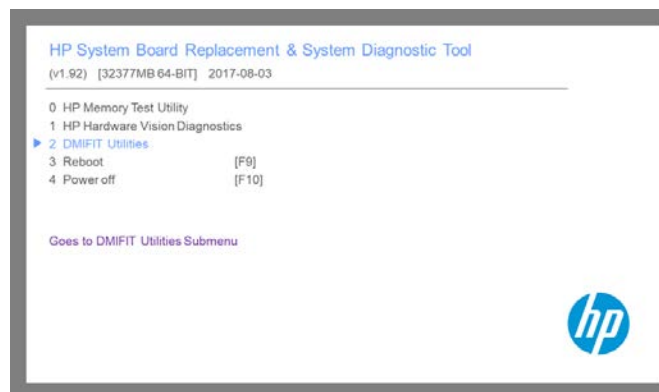 HP System Board Replacement & System Diagnostic Tool
(v1.92) [32377MB 64-BIT] 2017-08-03
0 HP Memory Test Utility
1 HP Hardware Vision Diagnostics
2 DMIFIT Utilities
3 Reboot [F9]
4 Power off [F10]
Goes to DMIFIT Utilities Submenu
hp